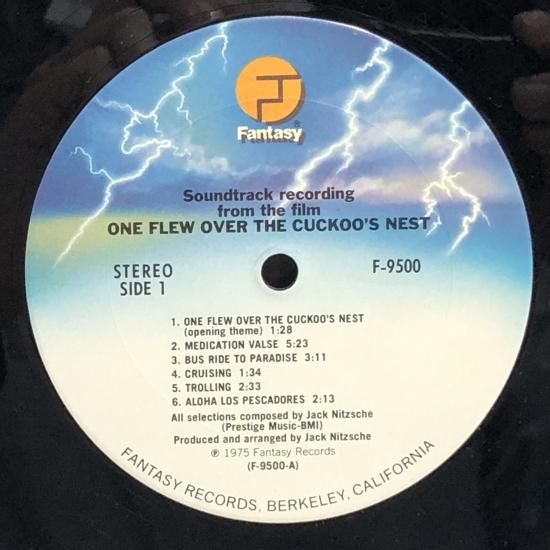 Fantasy
®
Soundtrack recording
from the film
ONE FLEW OVER THE CUCKOO'S NEST
STEREO
SIDE 1
F-9500
1. ONE FLEW OVER THE CUCKOO'S NEST
(opening theme) 1:28
2. MEDICATION VALSE 5:23
3. BUS RIDE TO PARADISE 3:11
4. CRUISING 1:34
5. TROLLING 2:33
6. ALOHA LOS PESCADORES 2:13
All selections composed by Jack Nitzsche
(Prestige Music-BMI)
Produced and arranged by Jack Nitzsche
℗ 1975 Fantasy Records
(F-9500-A)
FANTASY RECORDS, BERKELEY, CALIFORNIA